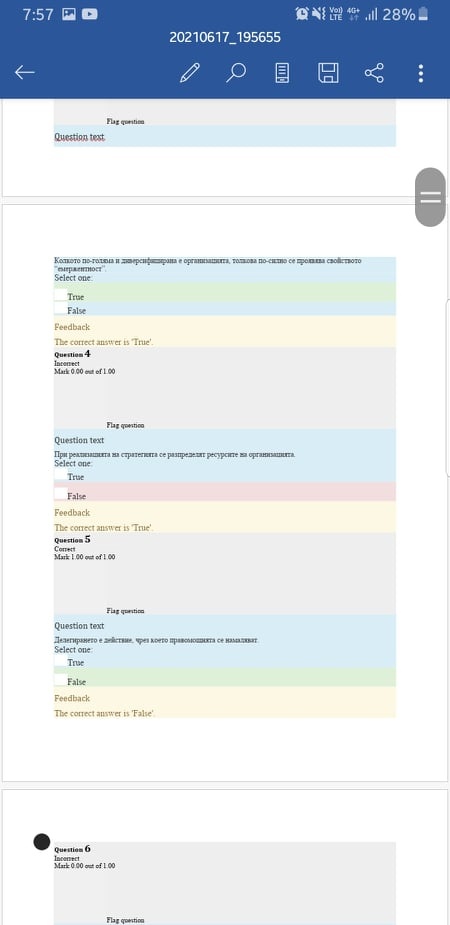 7:57
Vo)) LTE 4G+ 28%
20210617_195655
Flag question
Question text
Колкото по-голяма и диверсифицирана е организацията, толкова по-силно се проявява свойството
"емержентност".
Select one:
True
False
Feedback
The correct answer is 'True'.
Question 4
Incorrect
Mark 0.00 out of 1.00
Flag question
Question text
При реализацията на стратегията се разпределят ресурсите на организацията.
Select one:
True
False
Feedback
The correct answer is 'True'.
Question 5
Correct
Mark 1.00 out of 1.00
Flag question
Question text
Делегирането е действие, чрез което правомощията се намаляват.
Select one:
True
False
Feedback
The correct answer is 'False'.
Question 6
Incorrect
Mark 0.00 out of 1.00
Flag question